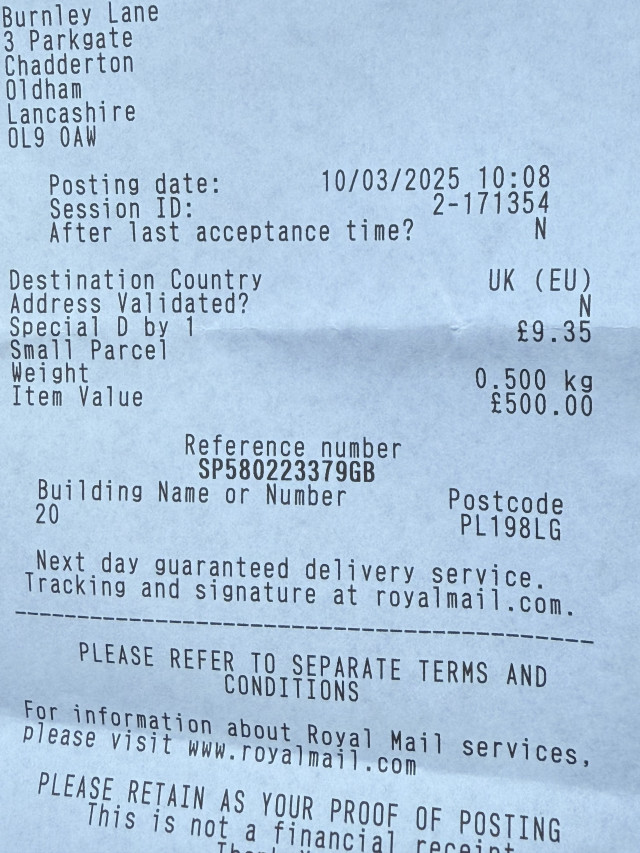 Burnley Lane
3 Parkgate
Chadderton
Oldham
Lancashire
OL9 0AW
Posting date: 10/03/2025 10:08
Session ID: 2-171354
After last acceptance time? N
Destination Country UK (EU)
Address Validated? N
Special D by 1 £9.35
Small Parcel
Weight 0.500 kg
Item Value £500.00
Reference number
SP580223379GB
Building Name or Number Postcode
20 PL198LG
Next day guaranteed delivery service.
Tracking and signature at royalmail.com.
PLEASE REFER TO SEPARATE TERMS AND
CONDITIONS
For information about Royal Mail services,
please visit www.royalmail.com
PLEASE RETAIN AS YOUR PROOF OF POSTING
This is not a financial receipt